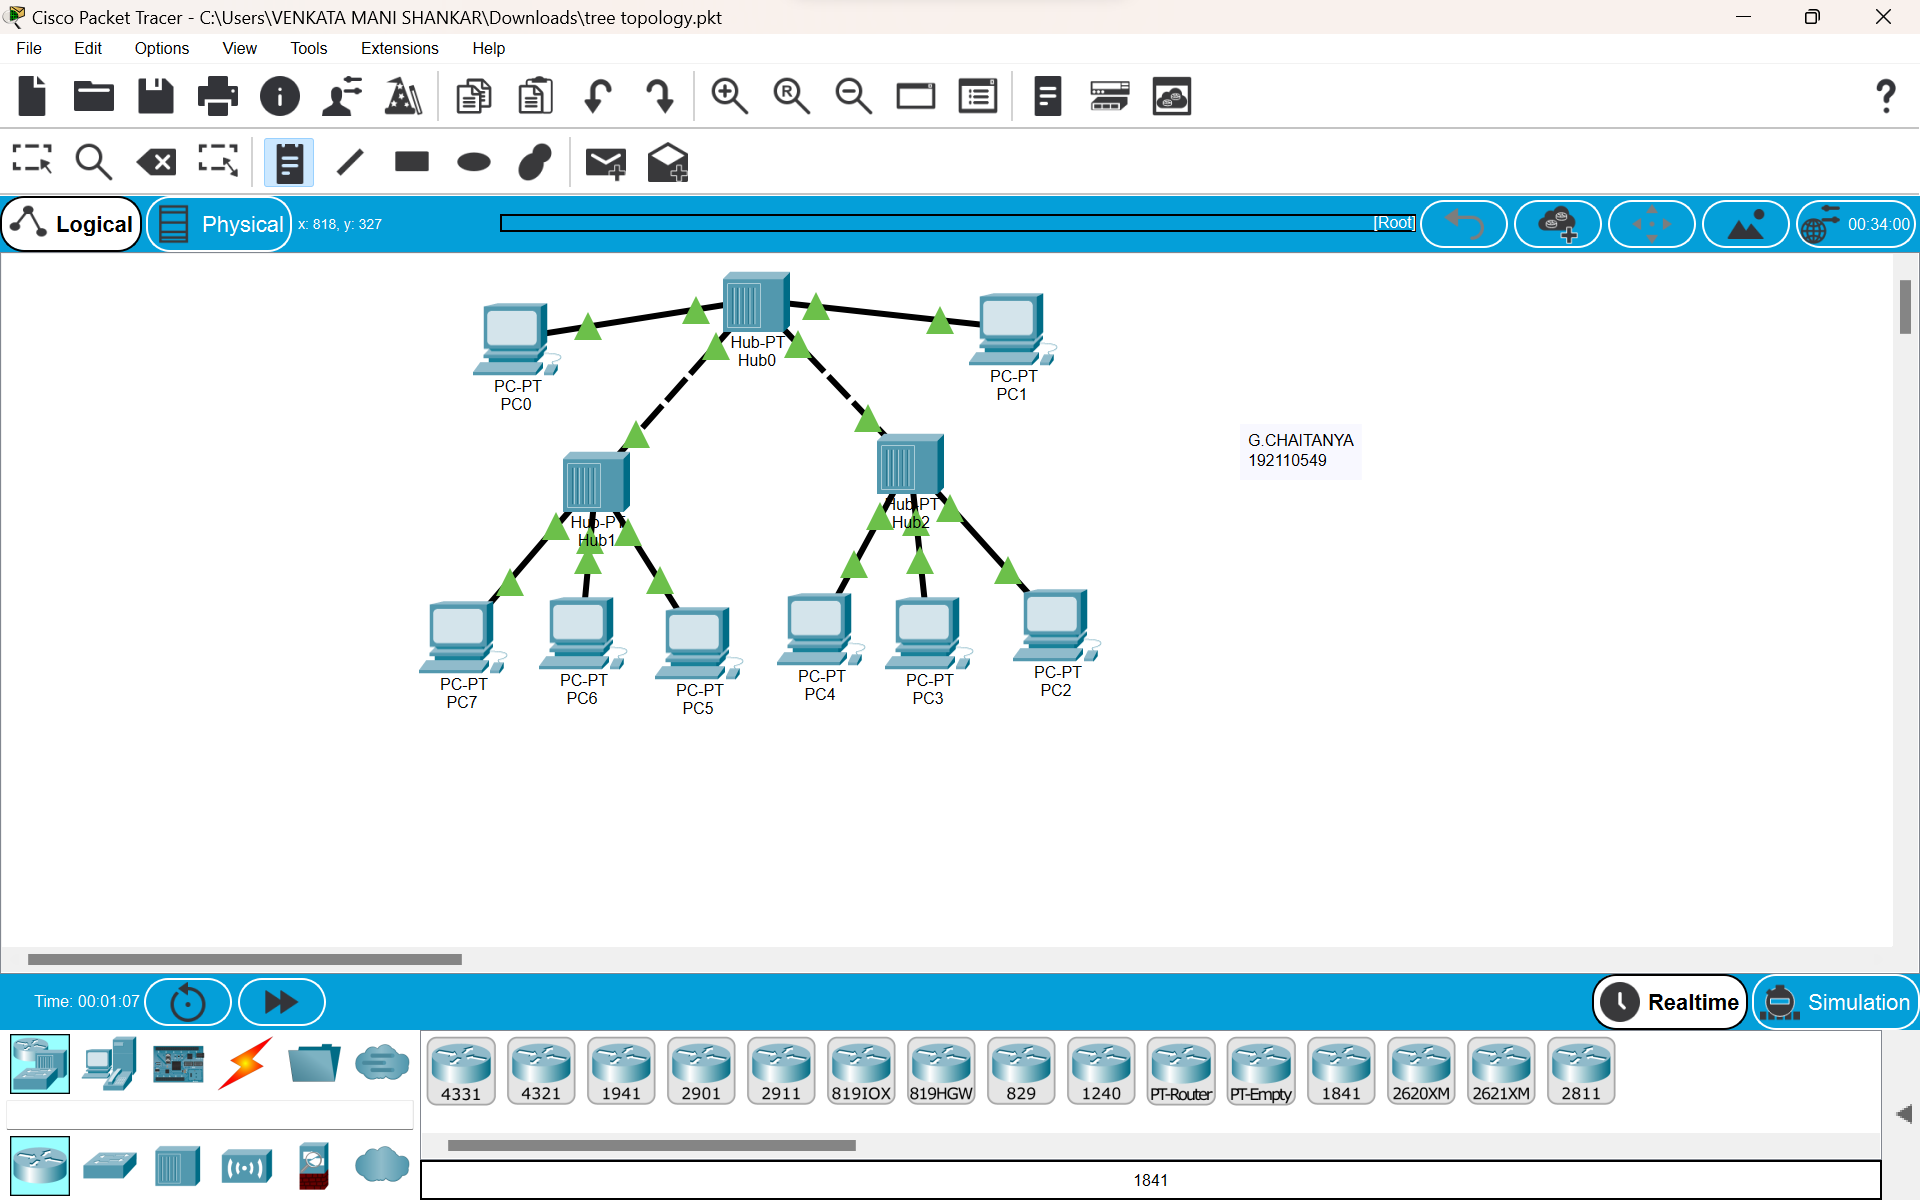 Cisco Packet Tracer - C:\Users\VENKATA MANI SHANKAR\Downloads\tree topology.pkt
File Edit Options View Tools Extensions Help
Logical Physical x: 818, y: 327 [Root] 00:34:00
Hub-PT
Hub0
PC-PT
PC0
PC-PT
PC1
G.CHAITANYA
192110549
Hub-PT
Hub1
Hub-PT
Hub2
PC-PT
PC7
PC-PT
PC6
PC-PT
PC5
PC-PT
PC4
PC-PT
PC3
PC-PT
PC2
Time: 00:01:07 Realtime Simulation
4331 4321 1941 2901 2911 819IOX 819HGW 829 1240 PT-Router PT-Empty 1841 2620XM 2621XM 2811
1841